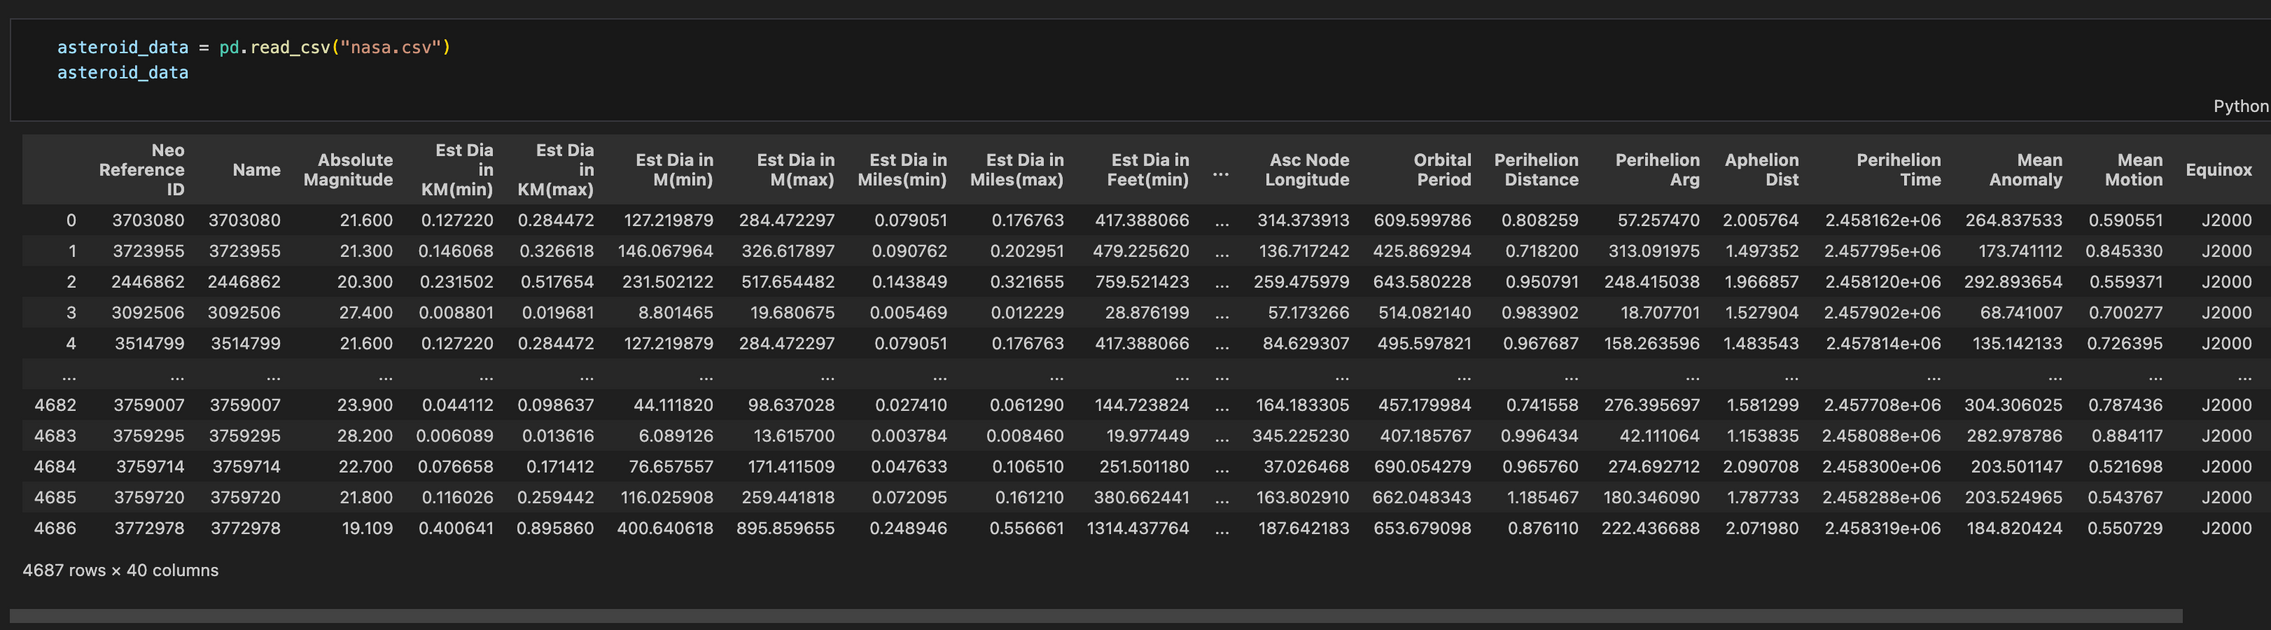 asteroid_data = pd.read_csv("nasa.csv")
asteroid_data
Python
Neo Reference ID Name Absolute Magnitude Est Dia in KM(min) Est Dia in KM(max) Est Dia in M(min) Est Dia in M(max) Est Dia in Miles(min) Est Dia in Miles(max) Est Dia in Feet(min) ... Asc Node Longitude Orbital Period Perihelion Distance Perihelion Arg Aphelion Dist Perihelion Time Mean Anomaly Mean Motion Equinox
0 3703080 3703080 21.600 0.127220 0.284472 127.219879 284.472297 0.079051 0.176763 417.388066 ... 314.373913 609.599786 0.808259 57.257470 2.005764 2.458162e+06 264.837533 0.590551 J2000
1 3723955 3723955 21.300 0.146068 0.326618 146.067964 326.617897 0.090762 0.202951 479.225620 ... 136.717242 425.869294 0.718200 313.091975 1.497352 2.457795e+06 173.741112 0.845330 J2000
2 2446862 2446862 20.300 0.231502 0.517654 231.502122 517.654482 0.143849 0.321655 759.521423 ... 259.475979 643.580228 0.950791 248.415038 1.966857 2.458120e+06 292.893654 0.559371 J2000
3 3092506 3092506 27.400 0.008801 0.019681 8.801465 19.680675 0.005469 0.012229 28.876199 ... 57.173266 514.082140 0.983902 18.707701 1.527904 2.457902e+06 68.741007 0.700277 J2000
4 3514799 3514799 21.600 0.127220 0.284472 127.219879 284.472297 0.079051 0.176763 417.388066 ... 84.629307 495.597821 0.967687 158.263596 1.483543 2.457814e+06 135.142133 0.726395 J2000
... ... ... ... ... ... ... ... ... ... ... ... ... ... ... ... ... ... ... ... ...
4682 3759007 3759007 23.900 0.044112 0.098637 44.111820 98.637028 0.027410 0.061290 144.723824 ... 164.183305 457.179984 0.741558 276.395697 1.581299 2.457708e+06 304.306025 0.787436 J2000
4683 3759295 3759295 28.200 0.006089 0.013616 6.089126 13.615700 0.003784 0.008460 19.977449 ... 345.225230 407.185767 0.996434 42.111064 1.153835 2.458088e+06 282.978786 0.884117 J2000
4684 3759714 3759714 22.700 0.076658 0.171412 76.657557 171.411509 0.047633 0.106510 251.501180 ... 37.026468 690.054279 0.965760 274.692712 2.090708 2.458300e+06 203.501147 0.521698 J2000
4685 3759720 3759720 21.800 0.116026 0.259442 116.025908 259.441818 0.072095 0.161210 380.662441 ... 163.802910 662.048343 1.185467 180.346090 1.787733 2.458288e+06 203.524965 0.543767 J2000
4686 3772978 3772978 19.109 0.400641 0.895860 400.640618 895.859655 0.248946 0.556661 1314.437764 ... 187.642183 653.679098 0.876110 222.436688 2.071980 2.458319e+06 184.820424 0.550729 J2000
4687 rows × 40 columns